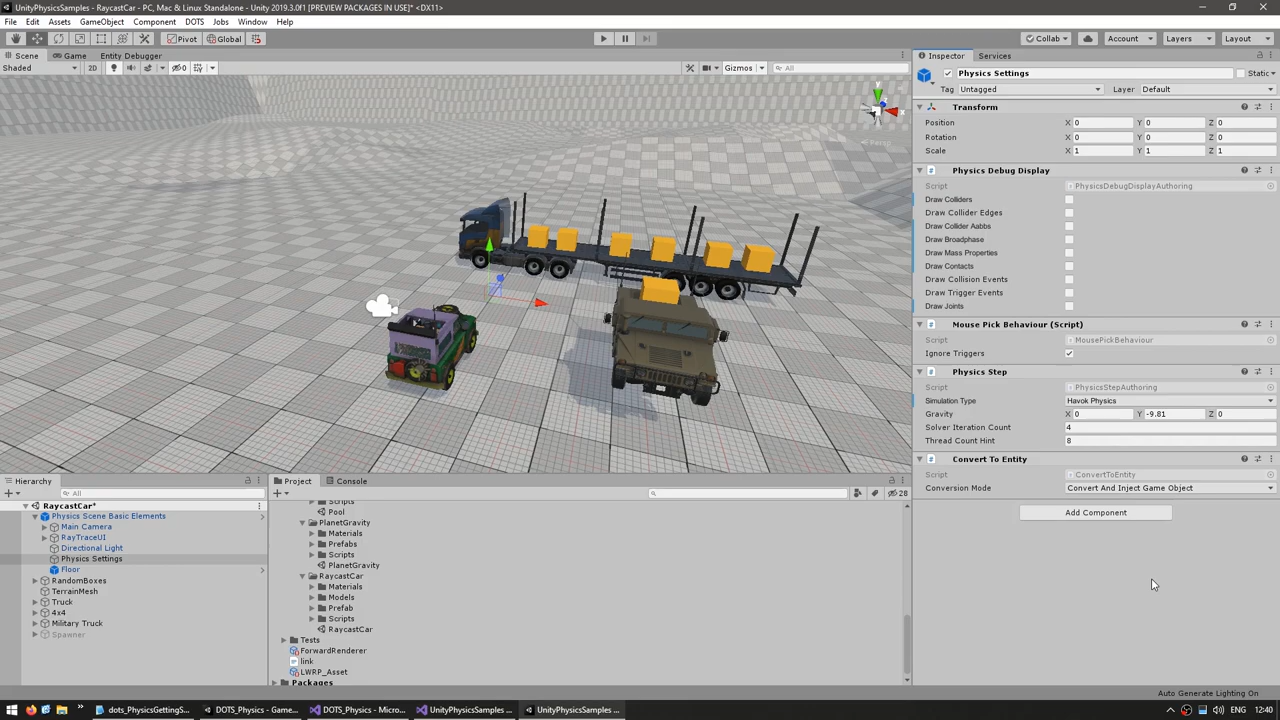 UnityPhysicsSamples - RaycastCar - PC, Mac & Linux Standalone - Unity 2019.3.0f1 [PREVIEW PACKAGES IN USE]* <DX11>
File Edit Assets GameObject Component DOTS Jobs Window Help
Pivot Global Collab Account Layers Layout
Scene Game Entity Debugger
Shaded 2D 0 Gizmos All
y x
Persp
Inspector Services
Physics Settings Static
Tag Untagged Layer Default
Transform
Position X 0 Y 0 Z 0
Rotation X 0 Y 0 Z 0
Scale X 1 Y 1 Z 1
Physics Debug Display
Script PhysicsDebugDisplayAuthoring
Draw Colliders
Draw Collider Edges
Draw Collider Aabbs
Draw Broadphase
Draw Mass Properties
Draw Contacts
Draw Collision Events
Draw Trigger Events
Draw Joints
Mouse Pick Behaviour (Script)
Script MousePickBehaviour
Ignore Triggers
Physics Step
Script PhysicsStepAuthoring
Simulation Type Havok Physics
Gravity X 0 Y -9.81 Z 0
Solver Iteration Count 4
Thread Count Hint 8
Convert To Entity
Script ConvertToEntity
Conversion Mode Convert And Inject Game Object
Add Component
Hierarchy
All
RaycastCar*
Physics Scene Basic Elements
Main Camera
RayTraceUI
Directional Light
Physics Settings
Floor
RandomBoxes
TerrainMesh
Truck
4x4
Military Truck
Spawner
Project Console
28
Scripts
Pool
PlanetGravity
Materials
Prefabs
Scripts
PlanetGravity
RaycastCar
Materials
Models
Prefab
Scripts
RaycastCar
Tests
ForwardRenderer
link
LWRP_Asset
Packages
Auto Generate Lighting On
dots_physicsGettingS... DOTS_Physics - Game... DOTS_Physics - Micro... UnityPhysicsSamples ... UnityPhysicsSamples ... ENG 12:40